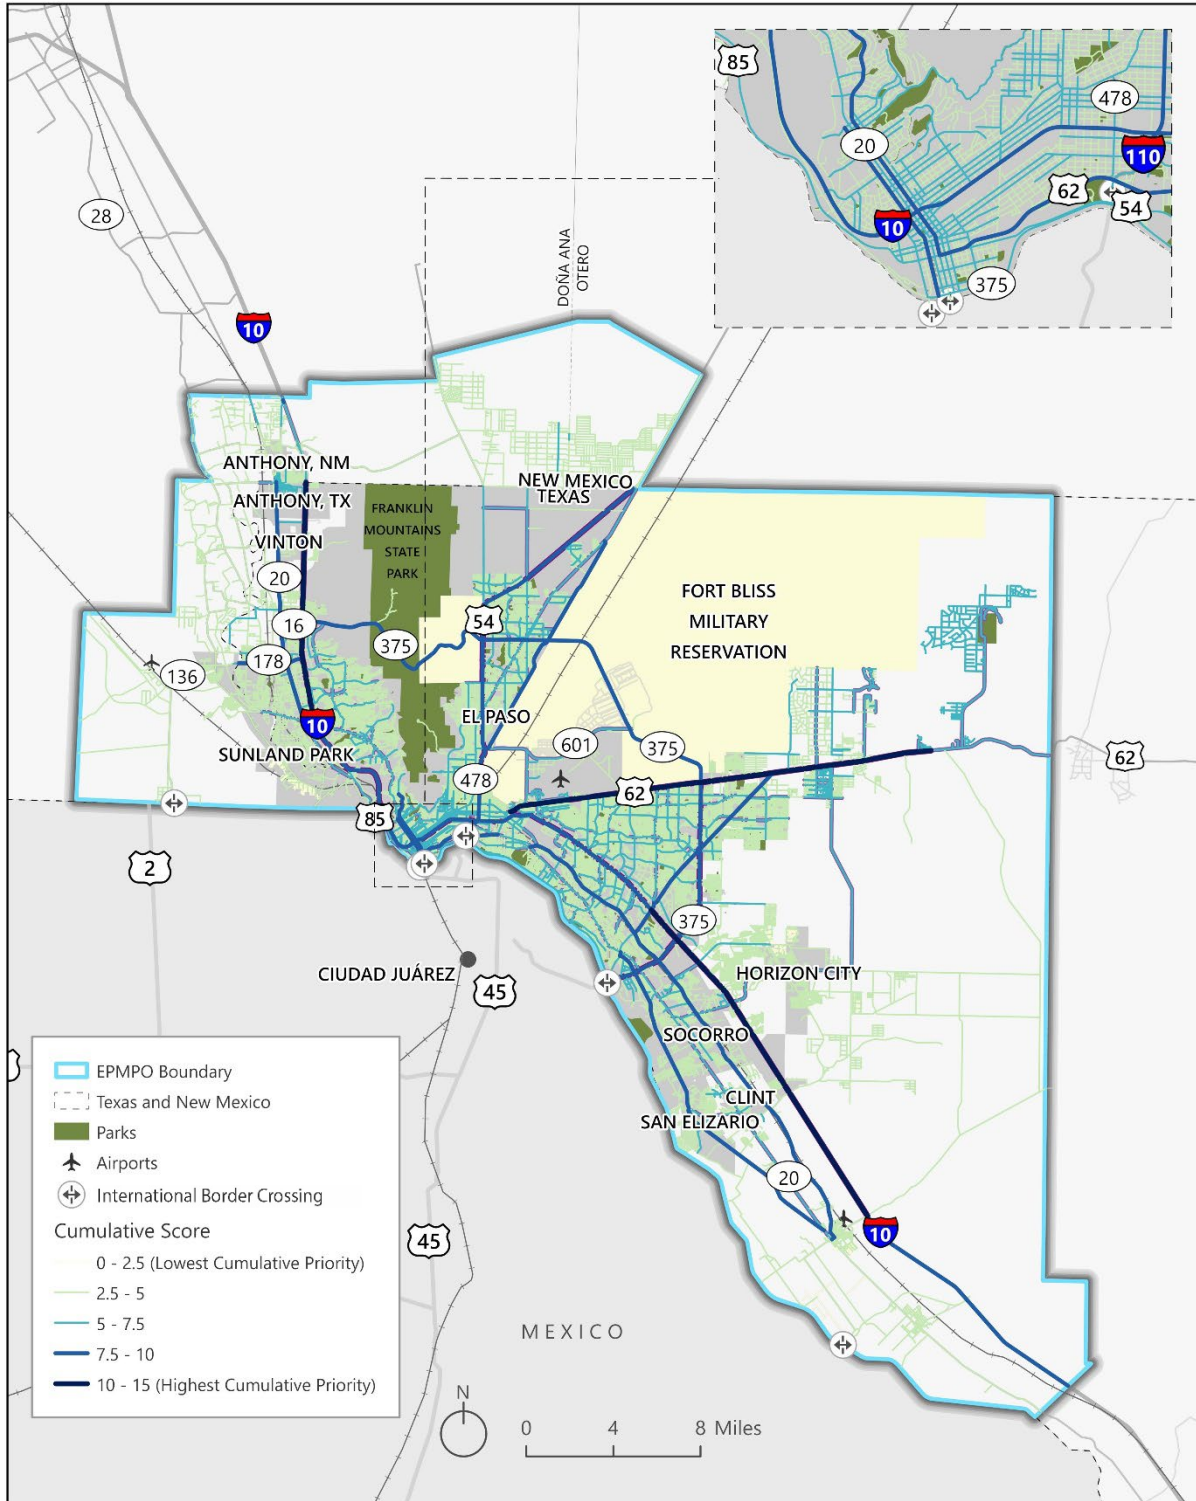 85
478
20
110
62
54
10
375
28
DOÑA ANA
OTERO
10
ANTHONY, NM
ANTHONY, TX
NEW MEXICO
TEXAS
FRANKLIN
MOUNTAINS
STATE
PARK
VINTON
20
FORT BLISS
MILITARY
RESERVATION
16
54
375
178
136
10
EL PASO
601
375
SUNLAND PARK
478
62
62
85
2
375
CIUDAD JUÁREZ
45
HORIZON CITY
SOCORRO
CLINT
SAN ELIZARIO
20
10
45
MEXICO
EPMPO Boundary
Texas and New Mexico
Parks
Airports
International Border Crossing
Cumulative Score
0 - 2.5 (Lowest Cumulative Priority)
2.5 - 5
5 - 7.5
7.5 - 10
10 - 15 (Highest Cumulative Priority)
N
0 4 8 Miles